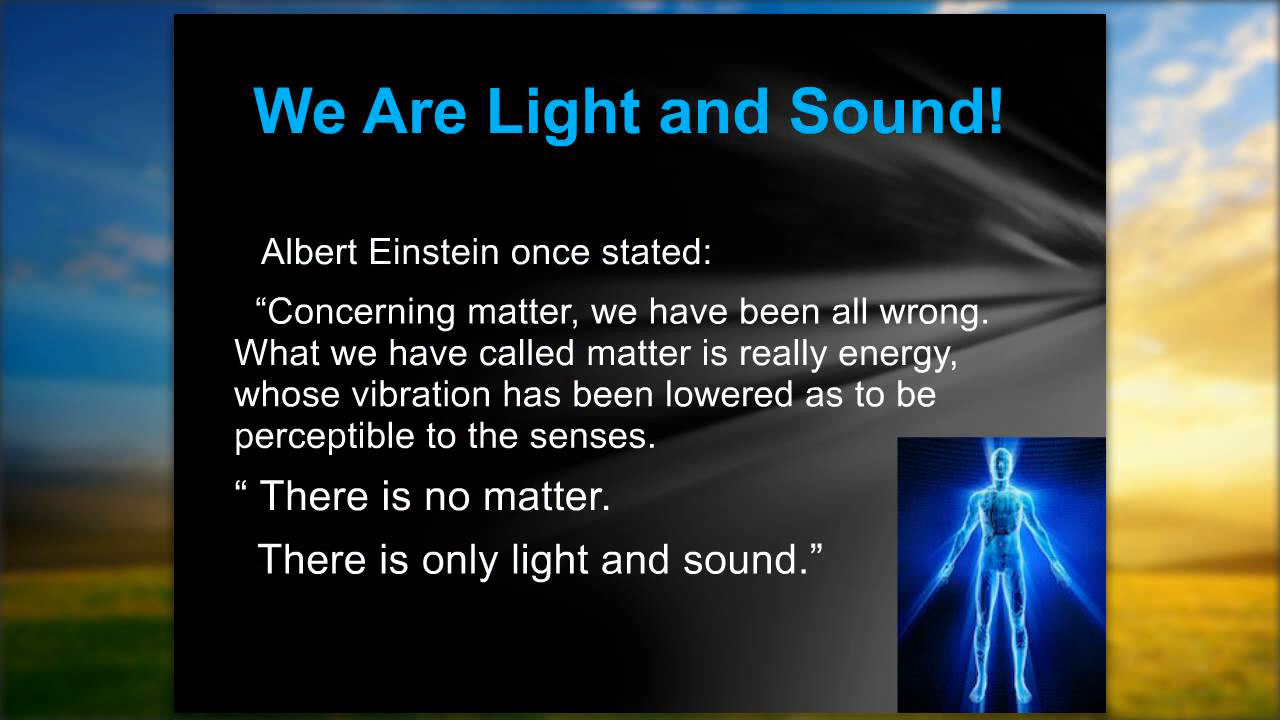 We Are Light and Sound!
Albert Einstein once stated:
“Concerning matter, we have been all wrong.
What we have called matter is really energy,
whose vibration has been lowered as to be
perceptible to the senses.
“ There is no matter.
There is only light and sound.”